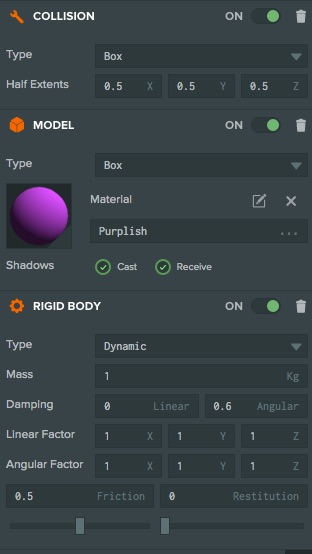 COLLISION ON
Type Box
Half Extents 0.5 X 0.5 Y 0.5 Z
MODEL ON
Type Box
Material
Purplish ...
Shadows Cast Receive
RIGID BODY ON
Type Dynamic
Mass 1 Kg
Damping 0 Linear 0.6 Angular
Linear Factor 1 X 1 Y 1 Z
Angular Factor 1 X 1 Y 1 Z
0.5 Friction 0 Restitution